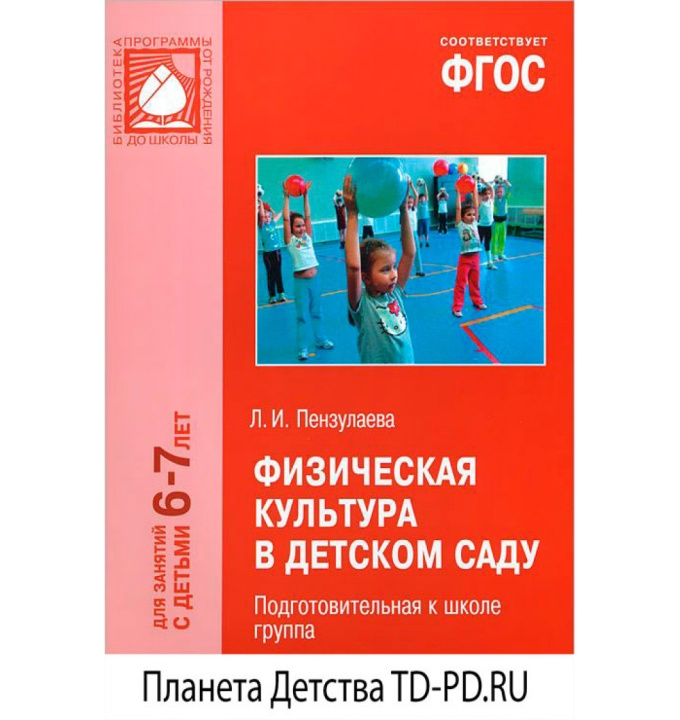 БИБЛИОТЕКА
ПРОГРАММЫ
ОТ РОЖДЕНИЯ
ДО ШКОЛЫ
СООТВЕТСТВУЕТ
ФГОС
Л. И. Пензулаева
ФИЗИЧЕСКАЯ
КУЛЬТУРА
В ДЕТСКОМ САДУ
Подготовительная к школе
группа
ДЛЯ ЗАНЯТИЙ
С ДЕТЬМИ 6-7 ЛЕТ
Планета Детства TD-PD.RU